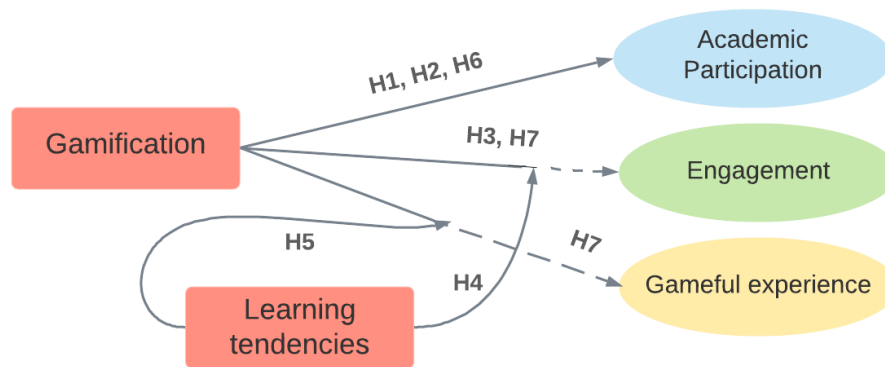 Academic
Participation
H1, H2, H6
Gamification
H3, H7
Engagement
H5
H7
H4
Gameful experience
Learning
tendencies